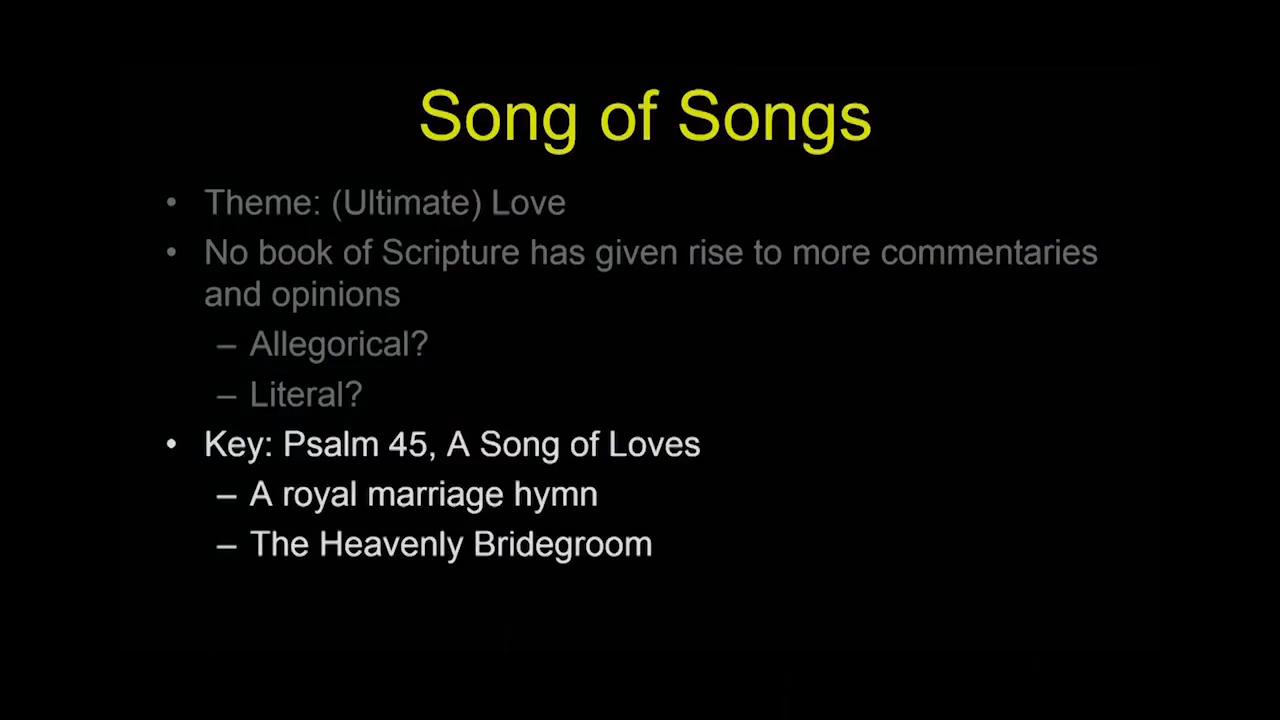 Song of Songs
• Theme: (Ultimate) Love
• No book of Scripture has given rise to more commentaries
and opinions
– Allegorical?
– Literal?
• Key: Psalm 45, A Song of Loves
– A royal marriage hymn
– The Heavenly Bridegroom